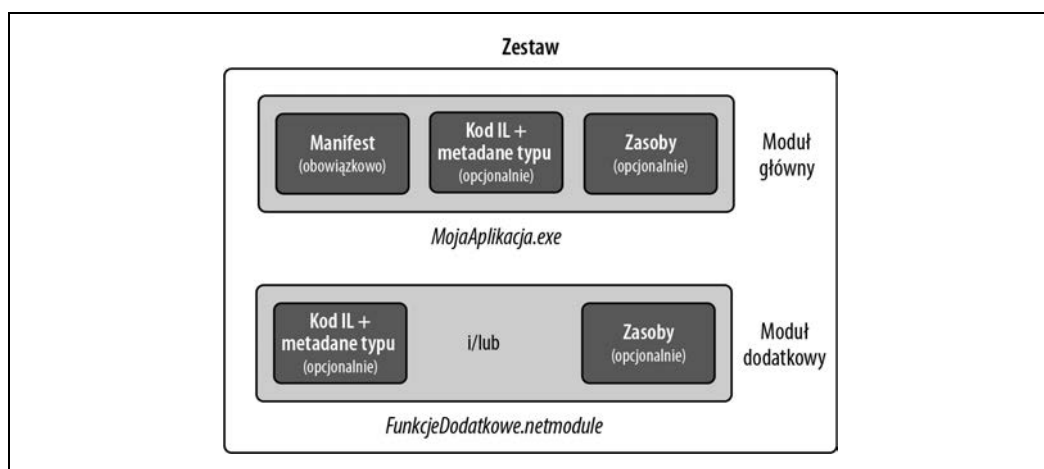 Zestaw
Manifest
(obowiązkowo)
Kod IL +
metadane typu
(opcjonalnie)
Zasoby
(opcjonalnie)
Moduł
główny
MojaAplikacja.exe
Kod IL +
metadane typu
(opcjonalnie)
i/lub
Zasoby
(opcjonalnie)
Moduł
dodatkowy
FunkcjeDodatkowe.netmodule